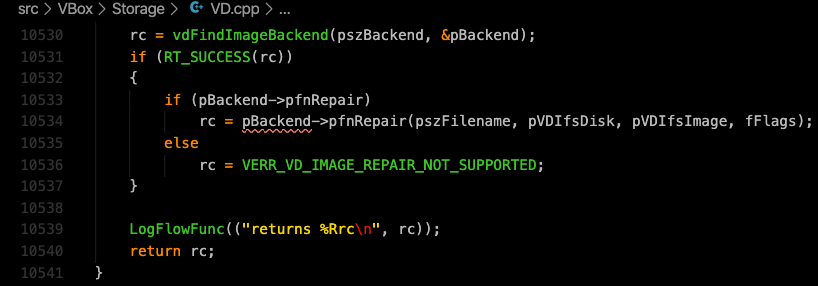 src > VBox > Storage > VD.cpp > ...
10530 rc = vdFindImageBackend(pszBackend, &pBackend);
10531 if (RT_SUCCESS(rc))
10532 {
10533 if (pBackend->pfnRepair)
10534 rc = pBackend->pfnRepair(pszFilename, pVDIfsDisk, pVDIfsImage, fFlags);
10535 else
10536 rc = VERR_VD_IMAGE_REPAIR_NOT_SUPPORTED;
10537 }
10538
10539 LogFlowFunc(("returns %Rrc\n", rc));
10540 return rc;
10541 }